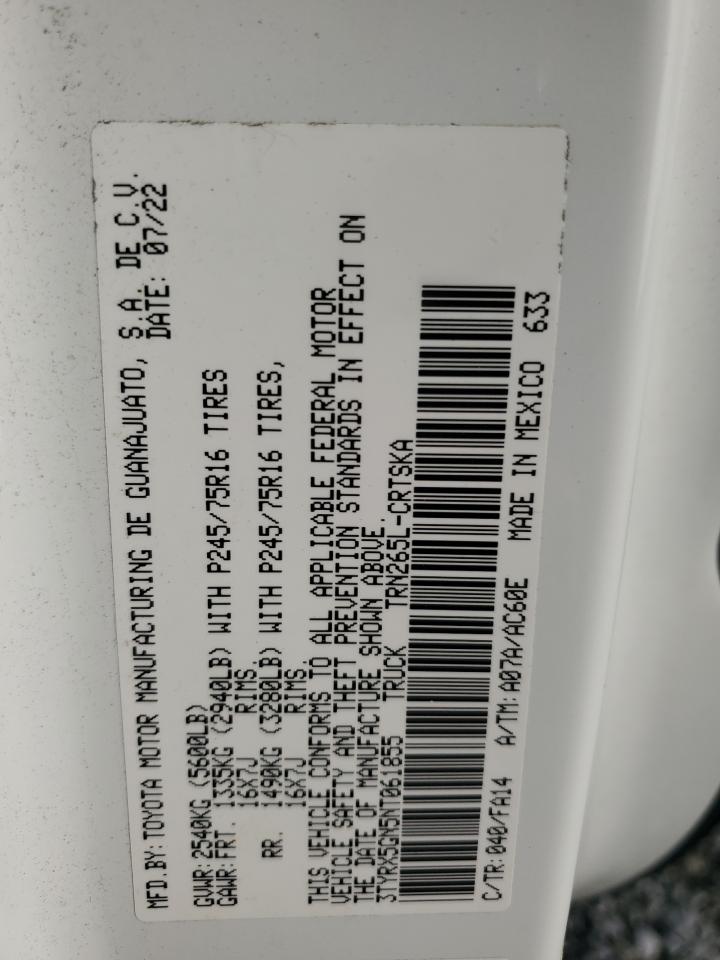 MFD.BY: TOYOTA MOTOR MANUFACTURING DE GUANAJUATO, S.A. DE C.V.
DATE: 07/22
GVWR: 2540KG (5600LB)
GAWR: FRT. 1335KG (2940LB) WITH P245/75R16 TIRES
16X7J RIMS.
RR. 1490KG (3280LB) WITH P245/75R16 TIRES,
16X7J RIMS.
THIS VEHICLE CONFORMS TO ALL APPLICABLE FEDERAL MOTOR
VEHICLE SAFETY AND THEFT PREVENTION STANDARDS IN EFFECT ON
THE DATE OF MANUFACTURE SHOWN ABOVE.
3TYRX5GN5NT061855 TRUCK TRN265L-CRTSKA
C/TR: 040/FA14 A/TM: A07A/AC60E MADE IN MEXICO 633